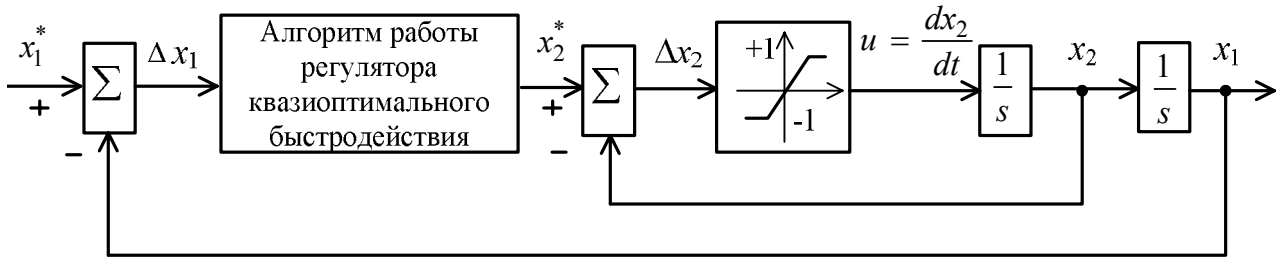 x₁* Σ Δx₁ Алгоритм работы регулятора квазиоптимального быстродействия x₂* Σ Δx₂ +1 -1 u = dx₂/dt 1/s x₂ 1/s x₁
+ − + −